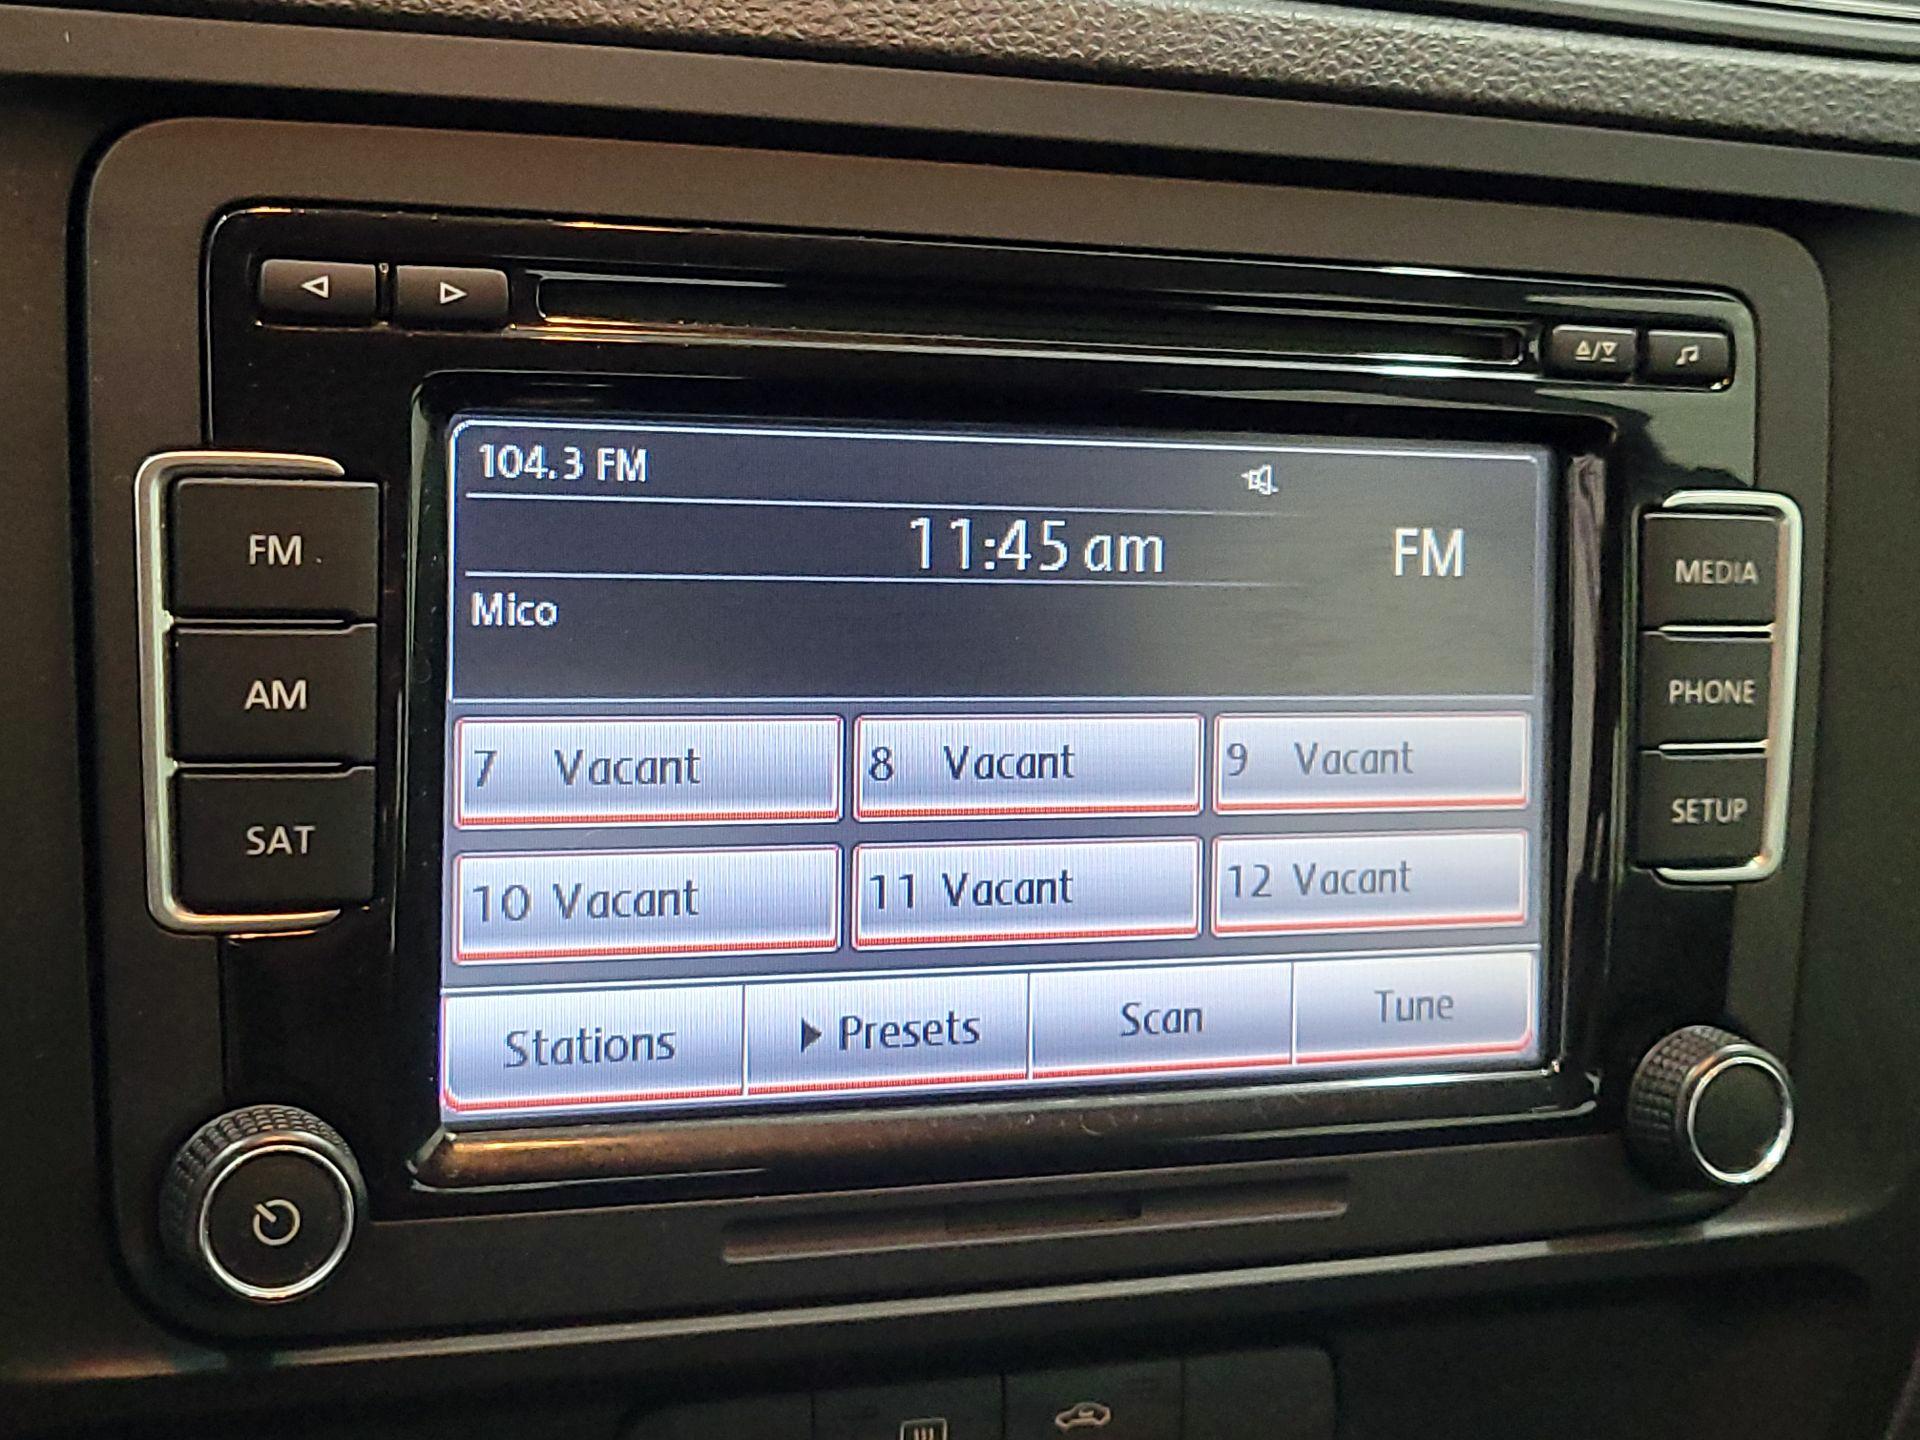 104.3 FM
11:45 am
FM
Mico
FM
AM
SAT
MEDIA
PHONE
SETUP
7 Vacant
8 Vacant
9 Vacant
10 Vacant
11 Vacant
12 Vacant
Stations
Presets
Scan
Tune